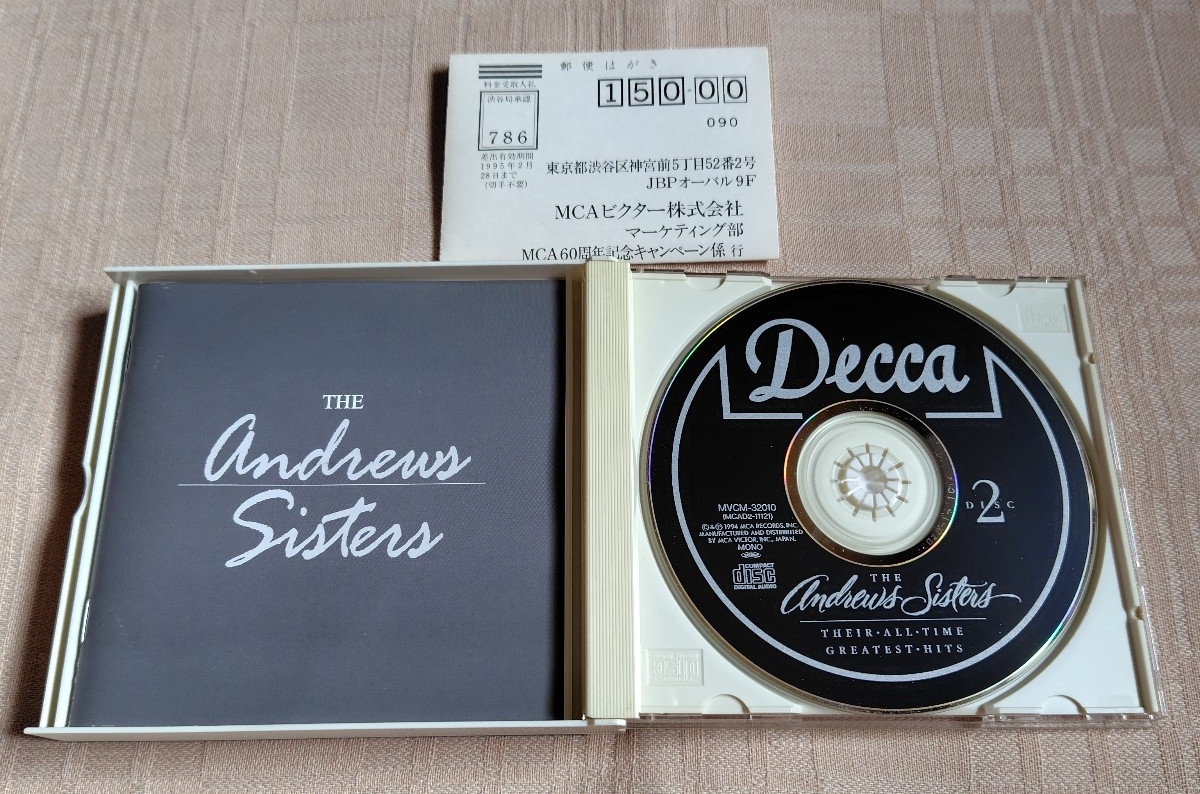 郵便はがき
料金受取人払
渋谷局承認
786
差出有効期間
1995年2月
28日まで
(切手不要)
150-00
090
東京都渋谷区神宮前5丁目52番2号
JBPオーバル9F
MCAビクター株式会社
マーケティング部
MCA60周年記念キャンペーン係 行
THE
Andrews
Sisters
Decca
MVCM-32010
(MCAD2-11121)
©&℗ 1994 MCA RECORDS, INC.
MANUFACTURED AND DISTRIBUTED
BY MCA VICTOR, INC., JAPAN.
MONO
COMPACT
disc
DIGITAL AUDIO
DISC 2
THE
Andrews Sisters
THEIR·ALL·TIME
GREATEST·HITS